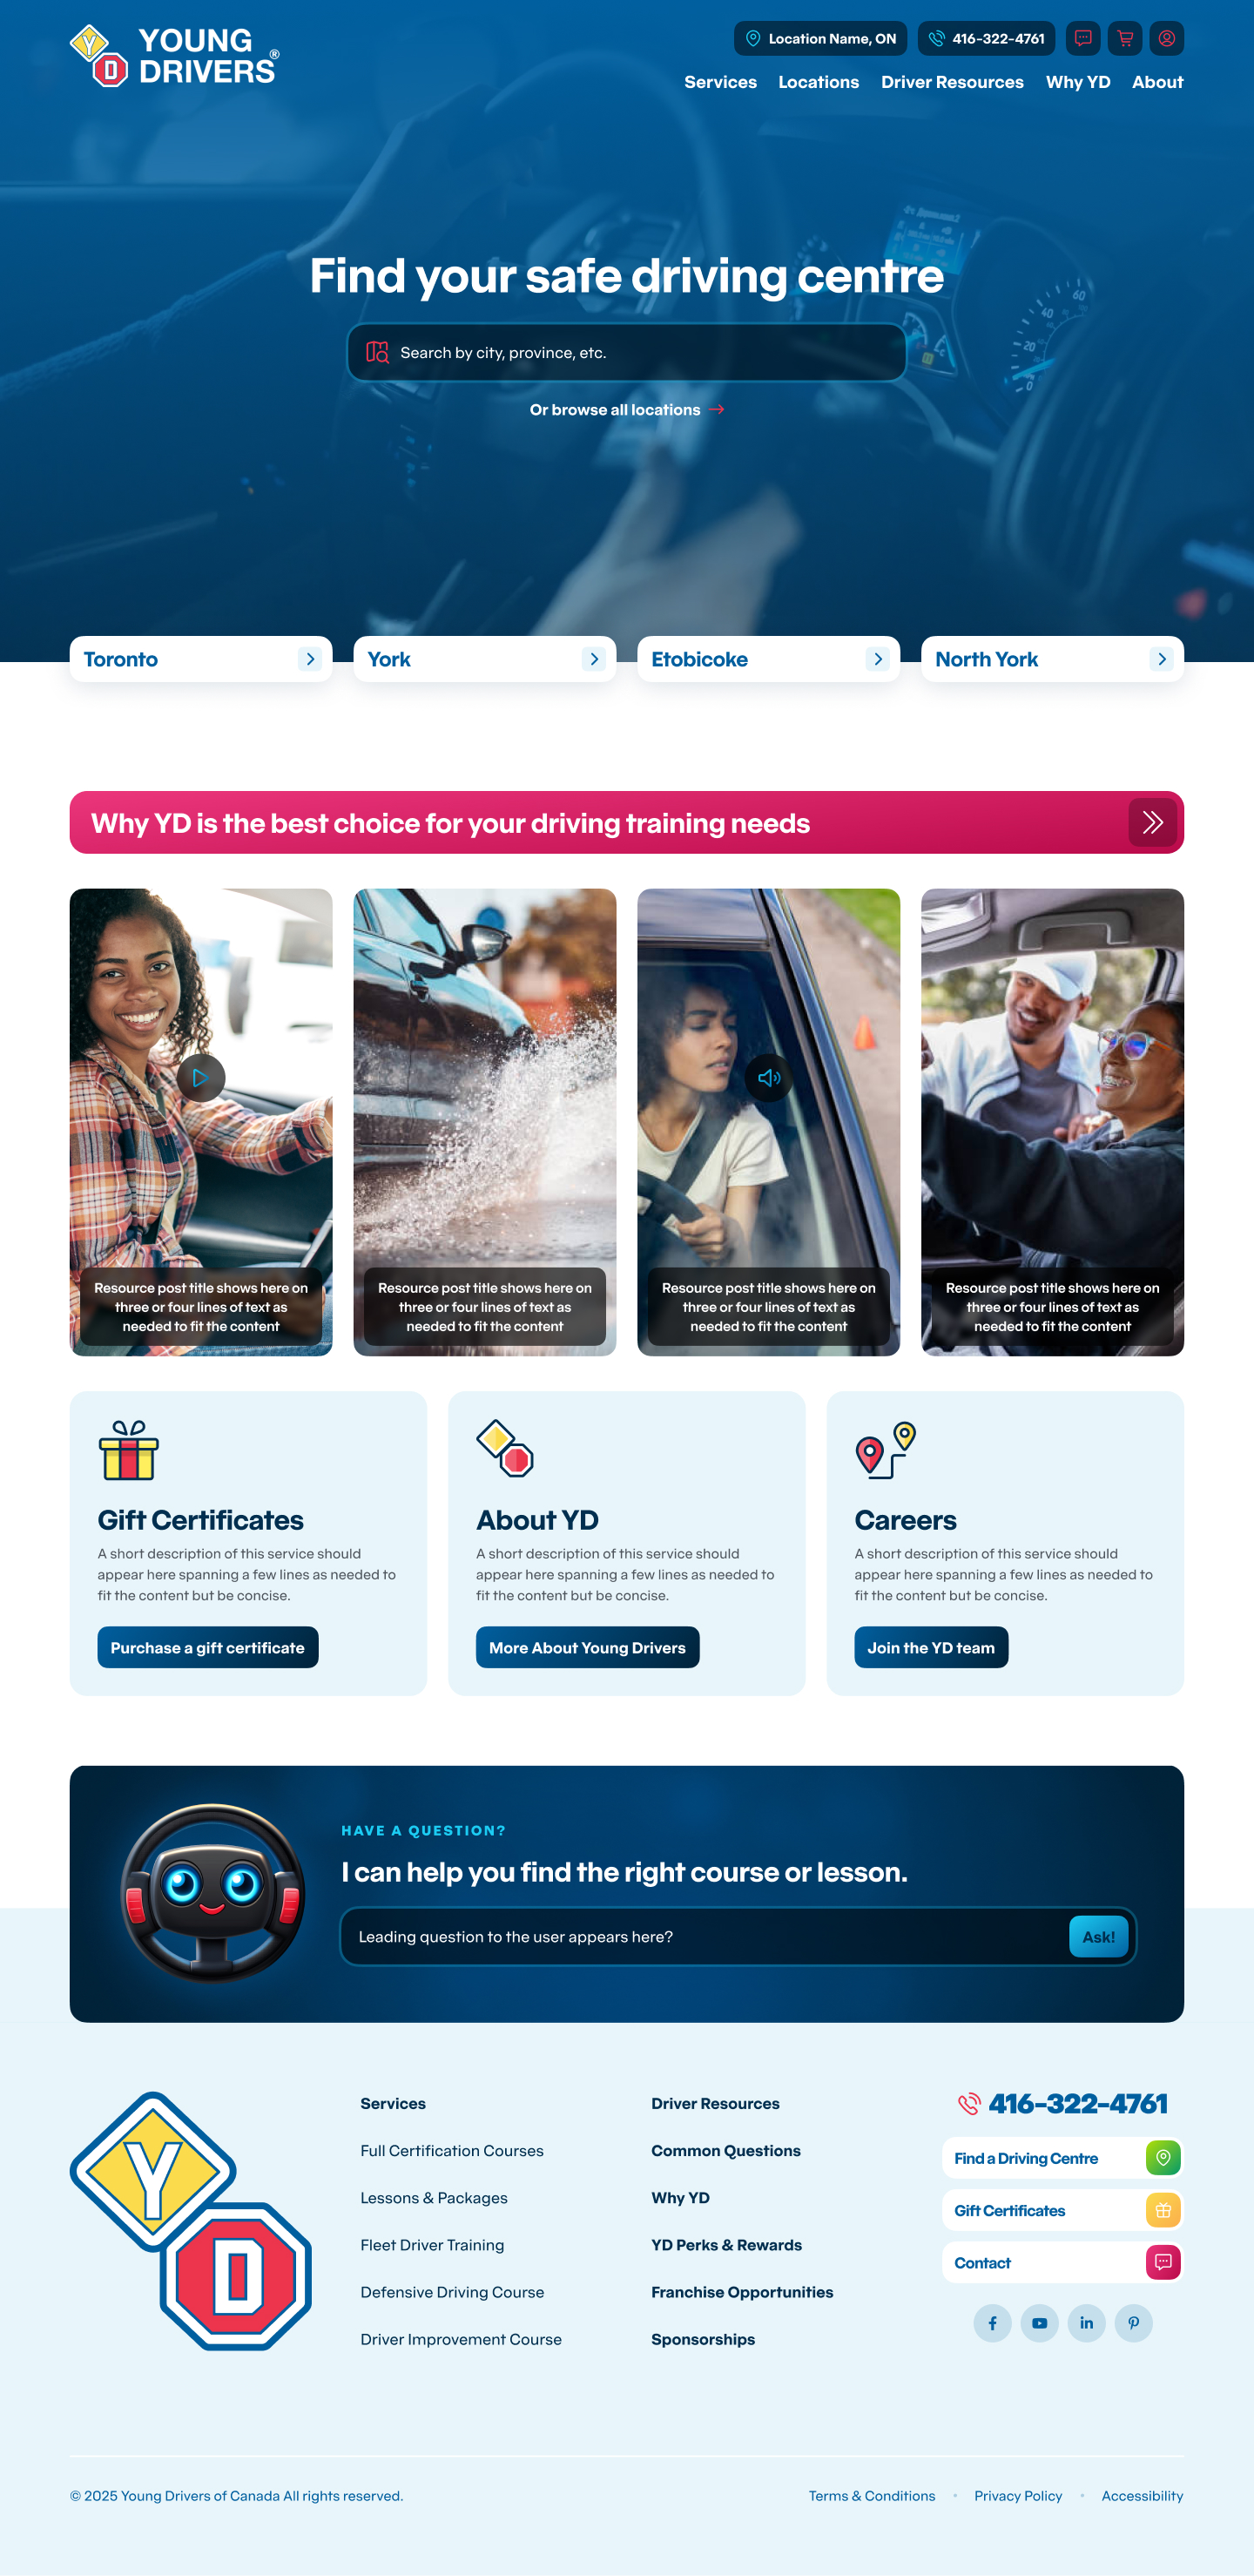 YOUNG
DRIVERS®
Y
D
Location Name, ON
416-322-4761
Services
Locations
Driver Resources
Why YD
About
60
40
20
0
Find your safe driving centre
Search by city, province, etc.
Or browse all locations
Toronto
York
Etobicoke
North York
Why YD is the best choice for your driving training needs
Resource post title shows here on
three or four lines of text as
needed to fit the content
Resource post title shows here on
three or four lines of text as
needed to fit the content
Resource post title shows here on
three or four lines of text as
needed to fit the content
Resource post title shows here on
three or four lines of text as
needed to fit the content
Gift Certificates
A short description of this service should
appear here spanning a few lines as needed to
fit the content but be concise.
Purchase a gift certificate
About YD
A short description of this service should
appear here spanning a few lines as needed to
fit the content but be concise.
More About Young Drivers
Careers
A short description of this service should
appear here spanning a few lines as needed to
fit the content but be concise.
Join the YD team
HAVE A QUESTION?
I can help you find the right course or lesson.
Leading question to the user appears here?
Ask!
Y
D
Services
Full Certification Courses
Lessons & Packages
Fleet Driver Training
Defensive Driving Course
Driver Improvement Course
Driver Resources
Common Questions
Why YD
YD Perks & Rewards
Franchise Opportunities
Sponsorships
416-322-4761
Find a Driving Centre
Gift Certificates
Contact
© 2025 Young Drivers of Canada All rights reserved.
Terms & Conditions • Privacy Policy • Accessibility